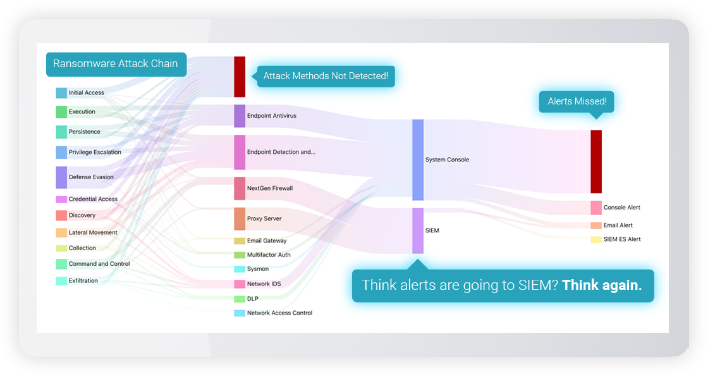 Ransomware Attack Chain
Attack Methods Not Detected!
Alerts Missed!
Initial Access
Execution
Persistence
Privilege Escalation
Defense Evasion
Credential Access
Discovery
Lateral Movement
Collection
Command and Control
Exfiltration
Endpoint Antivirus
Endpoint Detection and...
NextGen Firewall
Proxy Server
Email Gateway
Multifactor Auth
Sysmon
Network IDS
DLP
Network Access Control
System Console
SIEM
Console Alert
Email Alert
SIEM ES Alert
Think alerts are going to SIEM? Think again.